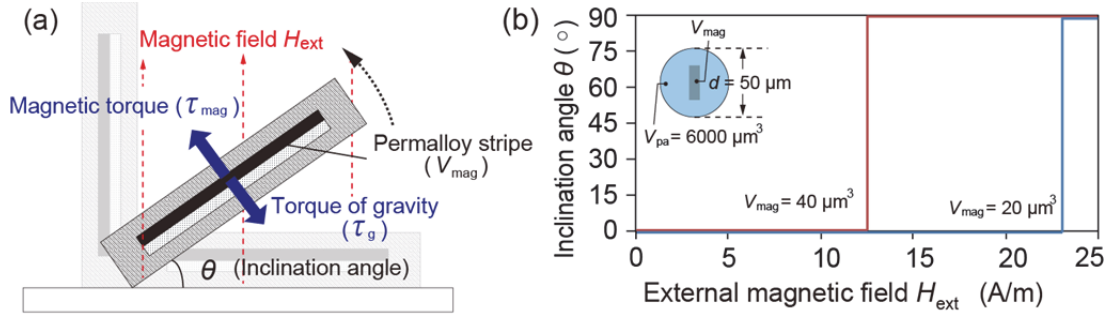 (a)
Magnetic field Hext
Magnetic torque (τmag)
Permalloy stripe
(Vmag)
Torque of gravity
(τg)
θ (Inclination angle)
(b)
Inclination angle θ (°)
90
75
60
45
30
15
0
Vmag
d = 50 μm
Vpa = 6000 μm³
Vmag = 40 μm³
Vmag = 20 μm³
0 5 10 15 20 25
External magnetic field Hext (A/m)